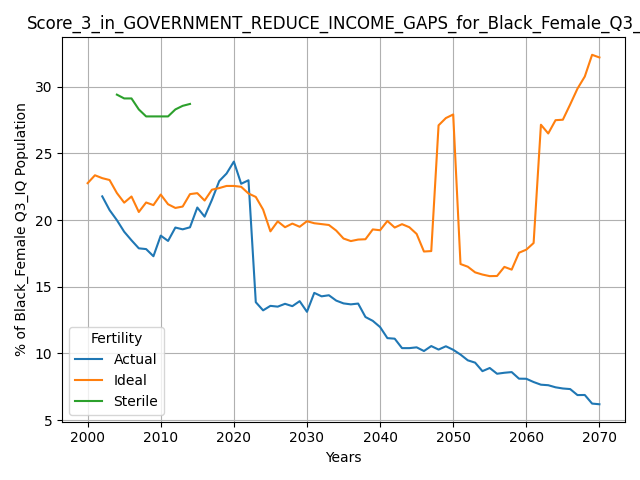 Score_3_in_GOVERNMENT_REDUCE_INCOME_GAPS_for_Black_Female_Q3_
% of Black_Female Q3_IQ Population
30
25
20
15
10
5
Fertility
Actual
Ideal
Sterile
2000 2010 2020 2030 2040 2050 2060 2070
Years